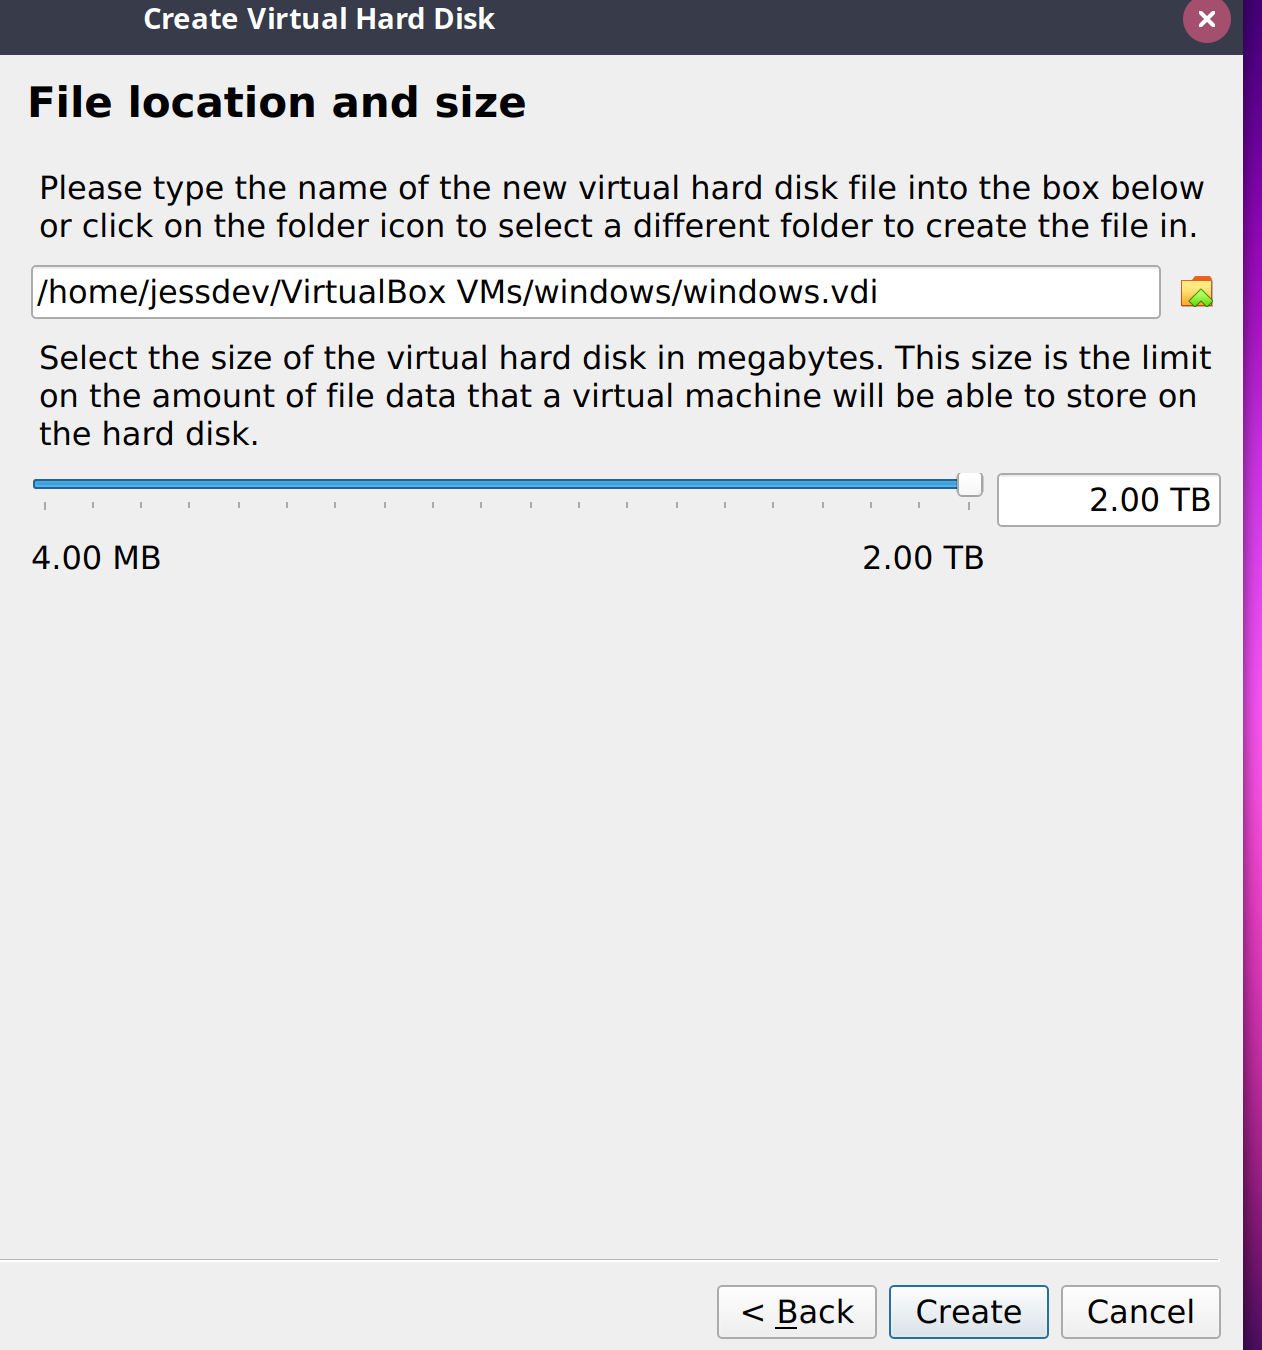 Create Virtual Hard Disk
File location and size
Please type the name of the new virtual hard disk file into the box below
or click on the folder icon to select a different folder to create the file in.
/home/jessdev/VirtualBox VMs/windows/windows.vdi
Select the size of the virtual hard disk in megabytes. This size is the limit
on the amount of file data that a virtual machine will be able to store on
the hard disk.
2.00 TB
4.00 MB
2.00 TB
< Back
Create
Cancel